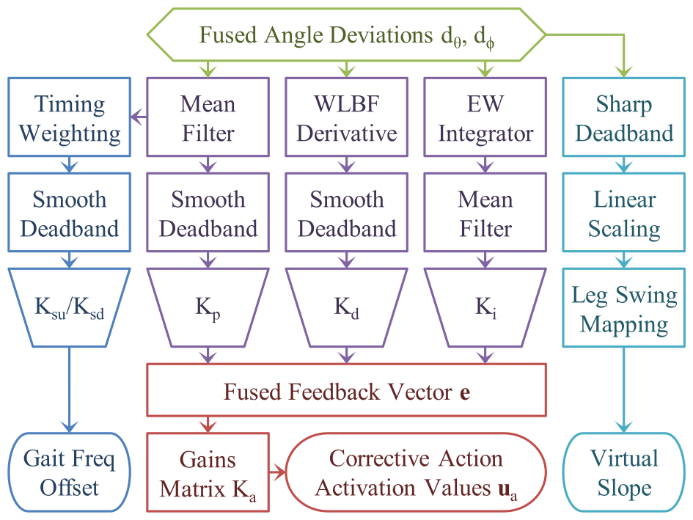 Fused Angle Deviations dθ, dϕ
Timing
Weighting
Mean
Filter
WLBF
Derivative
EW
Integrator
Sharp
Deadband
Smooth
Deadband
Smooth
Deadband
Smooth
Deadband
Mean
Filter
Linear
Scaling
Ksu/Ksd
Kp
Kd
Ki
Leg Swing
Mapping
Fused Feedback Vector e
Gait Freq
Offset
Gains
Matrix Ka
Corrective Action
Activation Values ua
Virtual
Slope